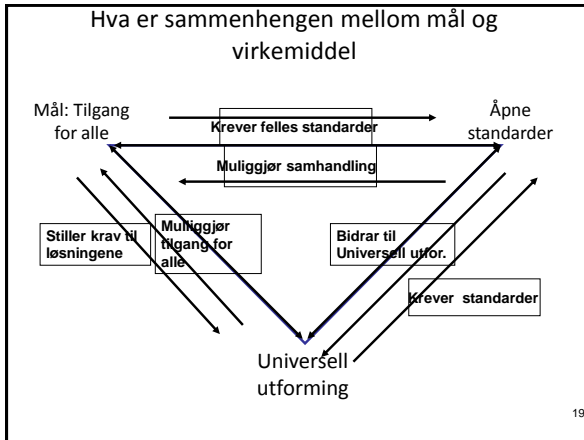 Hva er sammenhengen mellom mål og
virkemiddel
Mål: Tilgang
for alle
Krever felles standarder
Åpne
standarder
Muliggjør samhandling
Stiller krav til
løsningene
Muliggjør
tilgang for
alle
Bidrar til
Universell utfor.
Krever standarder
Universell
utforming
19